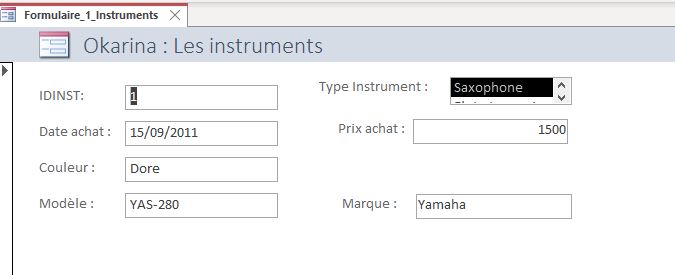 Formulaire_1_Instruments
Okarina : Les instruments
IDINST: 1
Type Instrument : Saxophone
Date achat : 15/09/2011
Prix achat : 1500
Couleur : Dore
Modèle : YAS-280
Marque : Yamaha